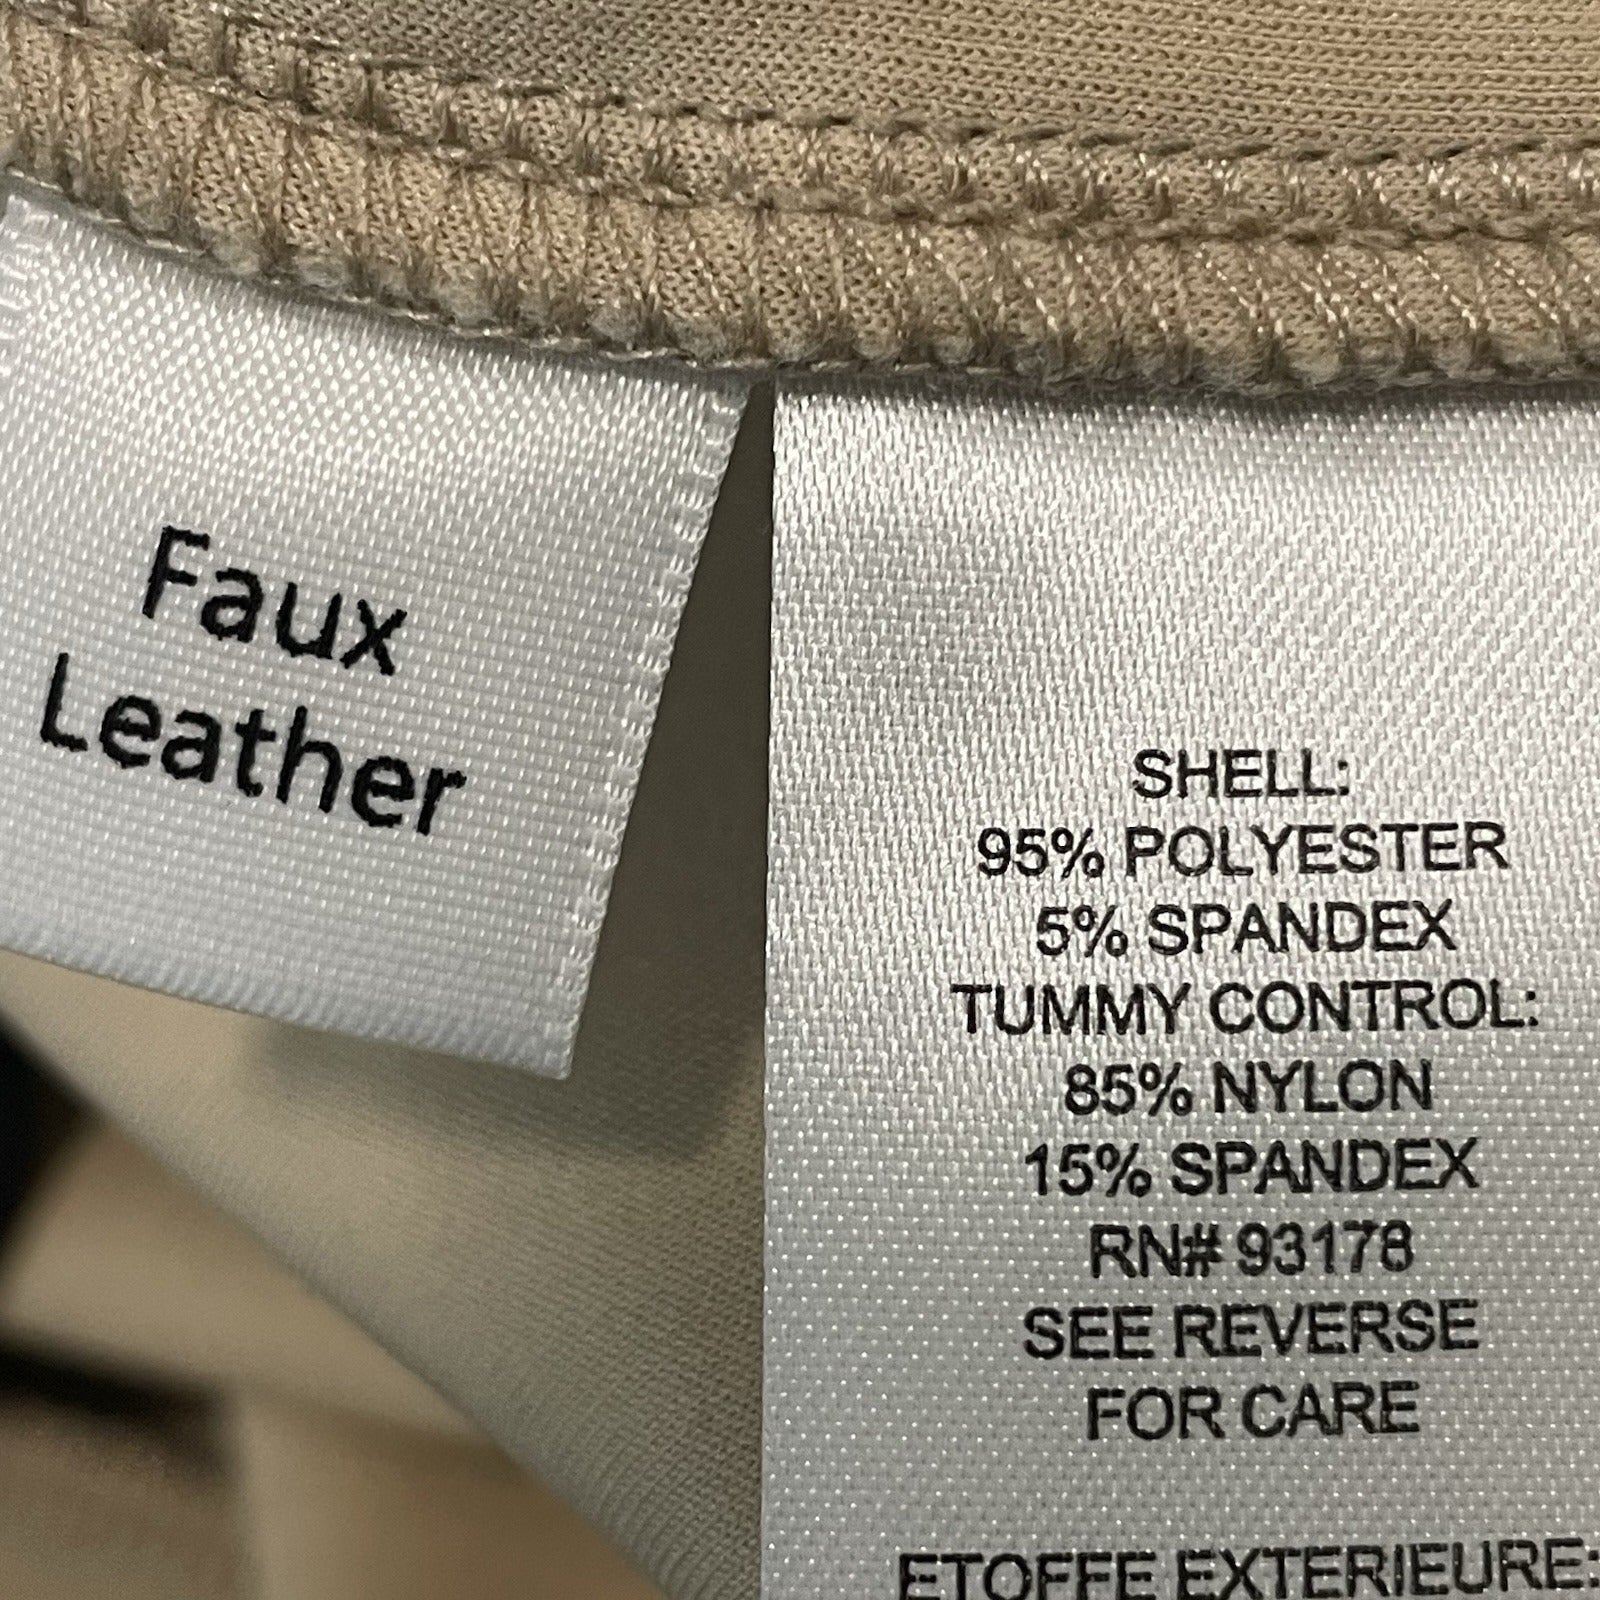 Faux
Leather
SHELL:
95% POLYESTER
5% SPANDEX
TUMMY CONTROL:
85% NYLON
15% SPANDEX
RN# 93178
SEE REVERSE
FOR CARE
ETOFFE EXTERIEURE: